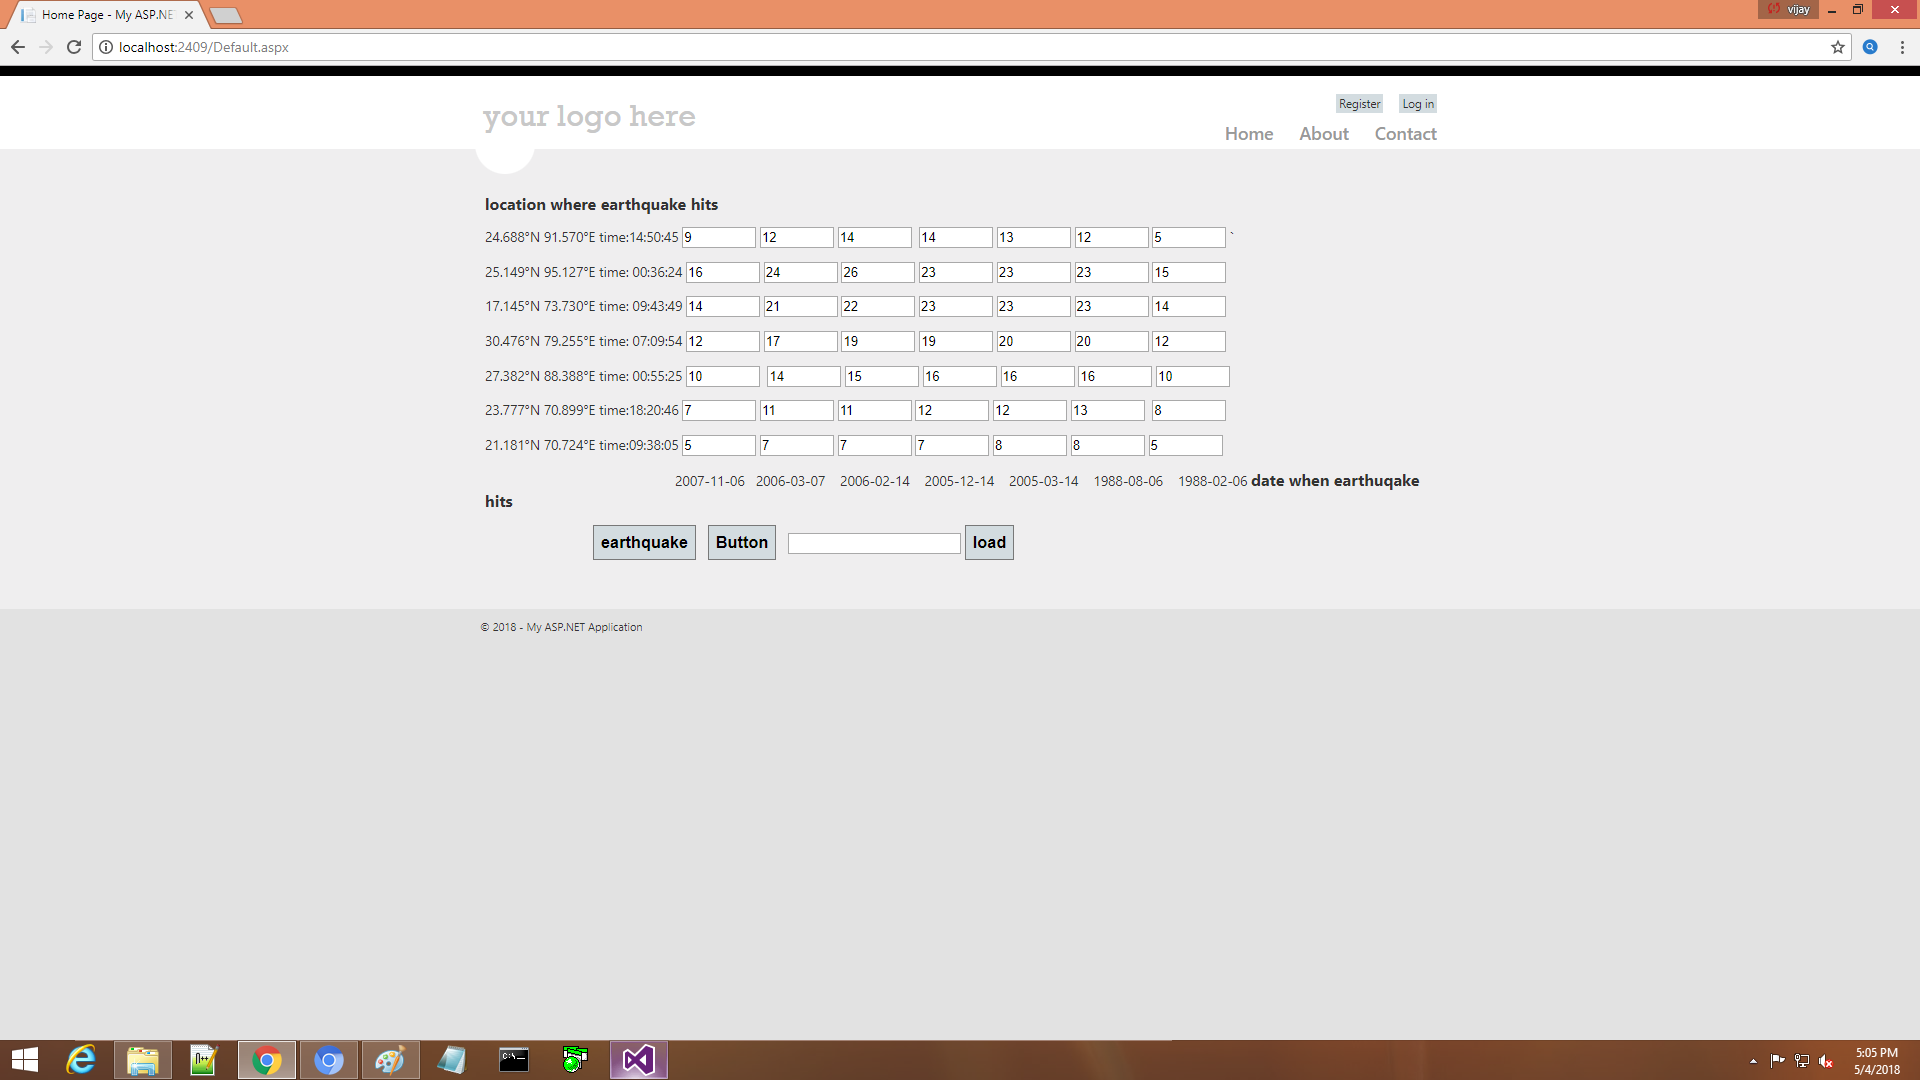 Home Page - My ASP.NE
vijay
localhost:2409/Default.aspx
your logo here
Register Log in
Home About Contact
location where earthquake hits
24.688°N 91.570°E time:14:50:45 9 12 14 14 13 12 5 `
25.149°N 95.127°E time: 00:36:24 16 24 26 23 23 23 15
17.145°N 73.730°E time: 09:43:49 14 21 22 23 23 23 14
30.476°N 79.255°E time: 07:09:54 12 17 19 19 20 20 12
27.382°N 88.388°E time: 00:55:25 10 14 15 16 16 16 10
23.777°N 70.899°E time:18:20:46 7 11 11 12 12 13 8
21.181°N 70.724°E time:09:38:05 5 7 7 7 8 8 5
2007-11-06 2006-03-07 2006-02-14 2005-12-14 2005-03-14 1988-08-06 1988-02-06 date when earthuqake
hits
earthquake Button load
© 2018 - My ASP.NET Application
5:05 PM
5/4/2018